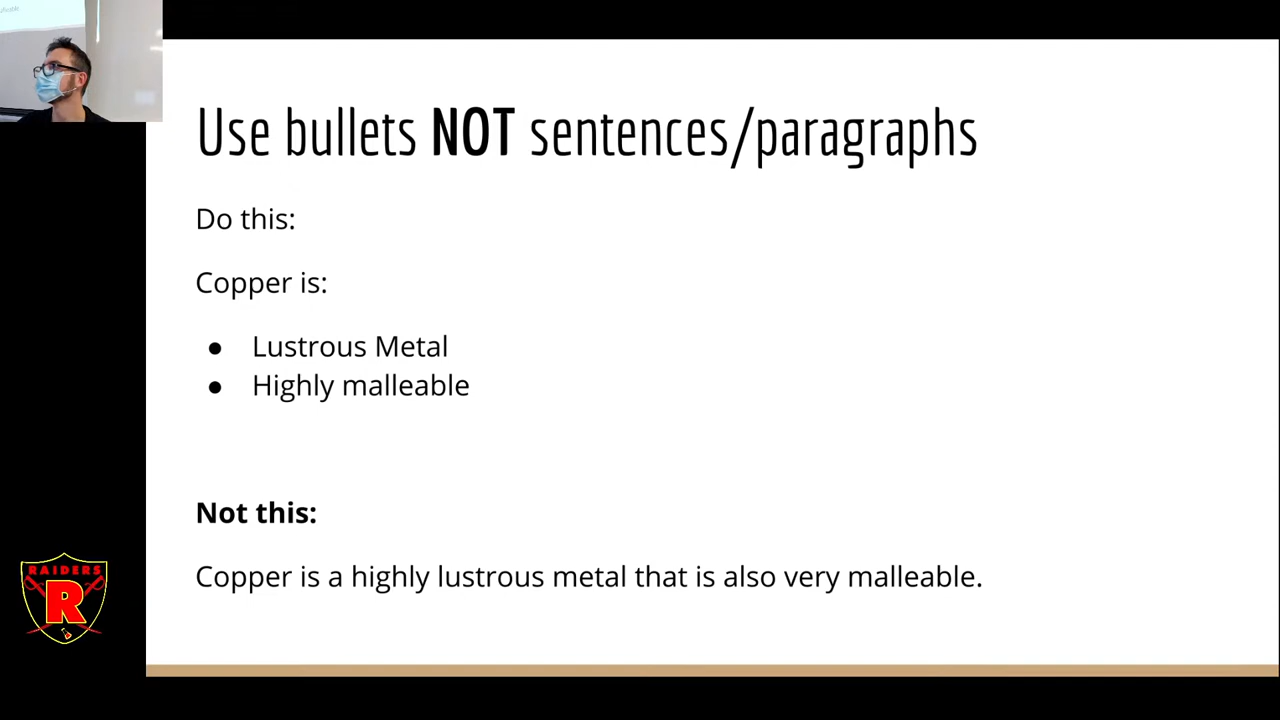 Use bullets NOT sentences/paragraphs
Do this:
Copper is:
● Lustrous Metal
● Highly malleable
Not this:
Copper is a highly lustrous metal that is also very malleable.
RAIDERS
R